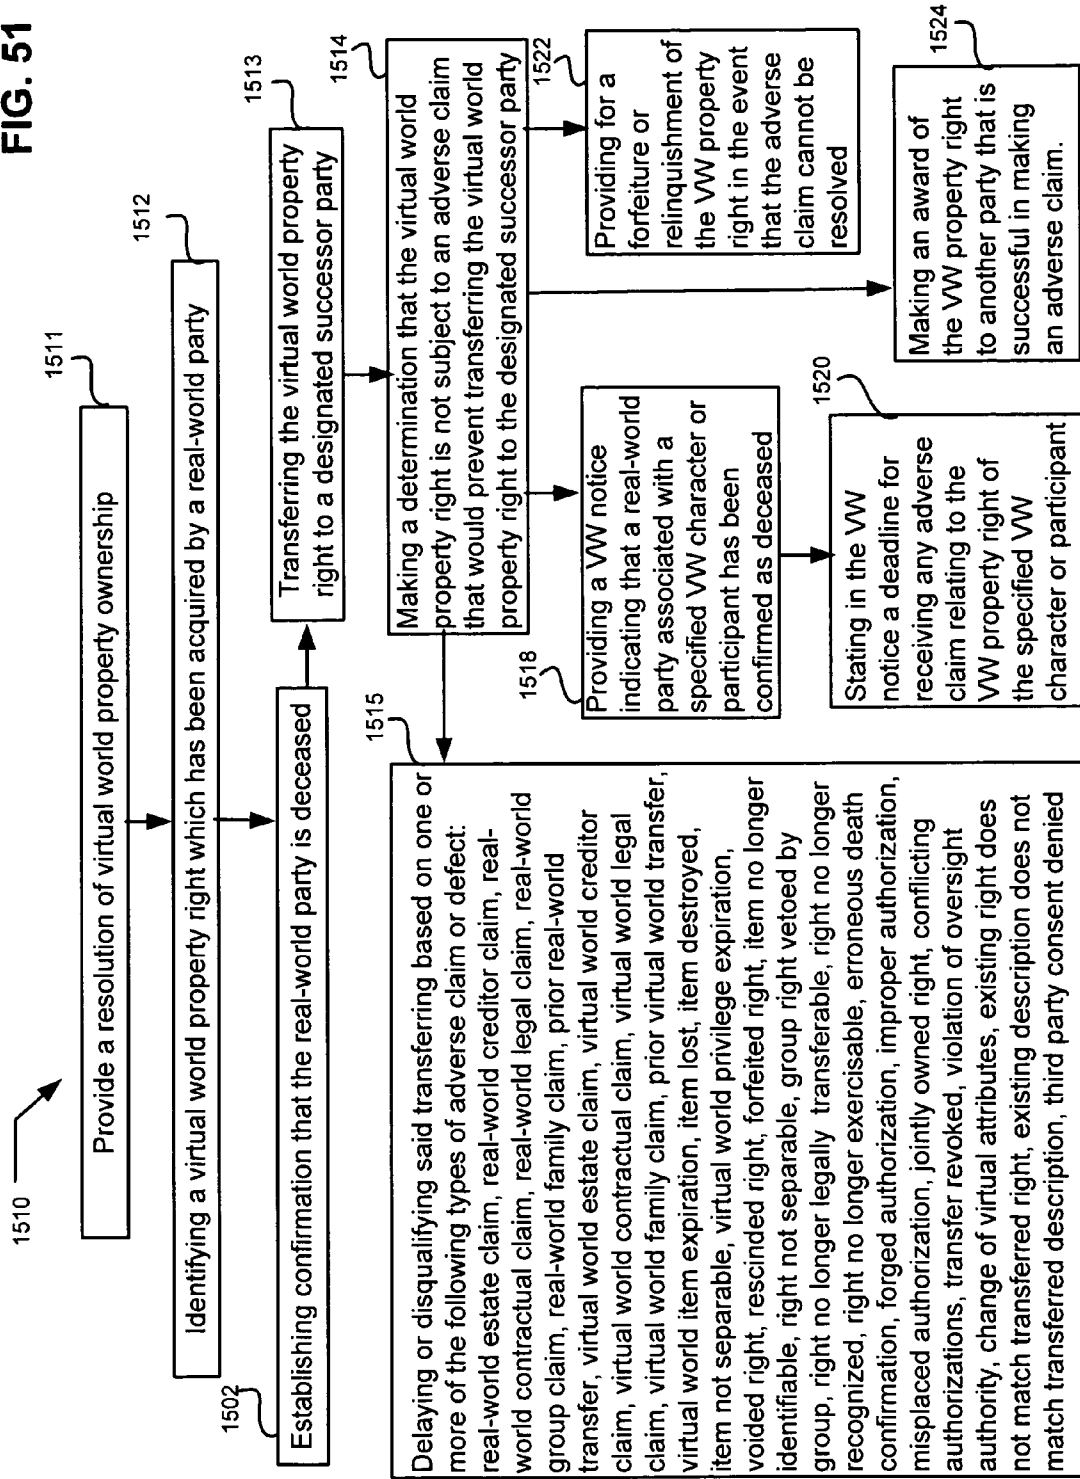 FIG. 51
1510
1511
Provide a resolution of virtual world property ownership
1512
Identifying a virtual world property right which has been acquired by a real-world party
1502
Establishing confirmation that the real-world party is deceased
1513
Transferring the virtual world property
right to a designated successor party
1514
Making a determination that the virtual world
property right is not subject to an adverse claim
that would prevent transferring the virtual world
property right to the designated successor party
1515
Delaying or disqualifying said transferring based on one or
more of the following types of adverse claim or defect:
real-world estate claim, real-world creditor claim, real-
world contractual claim, real-world legal claim, real-world
group claim, real-world family claim, prior real-world
transfer, virtual world estate claim, virtual world creditor
claim, virtual world contractual claim, virtual world legal
claim, virtual world family claim, prior virtual world transfer,
virtual world item expiration, item lost, item destroyed,
item not separable, virtual world privilege expiration,
voided right, rescinded right, forfeited right, item no longer
identifiable, right not separable, group right vetoed by
group, right no longer legally transferable, right no longer
recognized, right no longer exercisable, erroneous death
confirmation, forged authorization, improper authorization,
misplaced authorization, jointly owned right, conflicting
authorizations, transfer revoked, violation of oversight
authority, change of virtual attributes, existing right does
not match transferred right, existing description does not
match transferred description, third party consent denied
1518
Providing a VW notice
indicating that a real-world
party associated with a
specified VW character or
participant has been
confirmed as deceased
1520
Stating in the VW
notice a deadline for
receiving any adverse
claim relating to the
VW property right of
the specified VW
character or participant
1522
Providing for a
forfeiture or
relinquishment of
the VW property
right in the event
that the adverse
claim cannot be
resolved
1524
Making an award of
the VW property right
to another party that is
successful in making
an adverse claim.